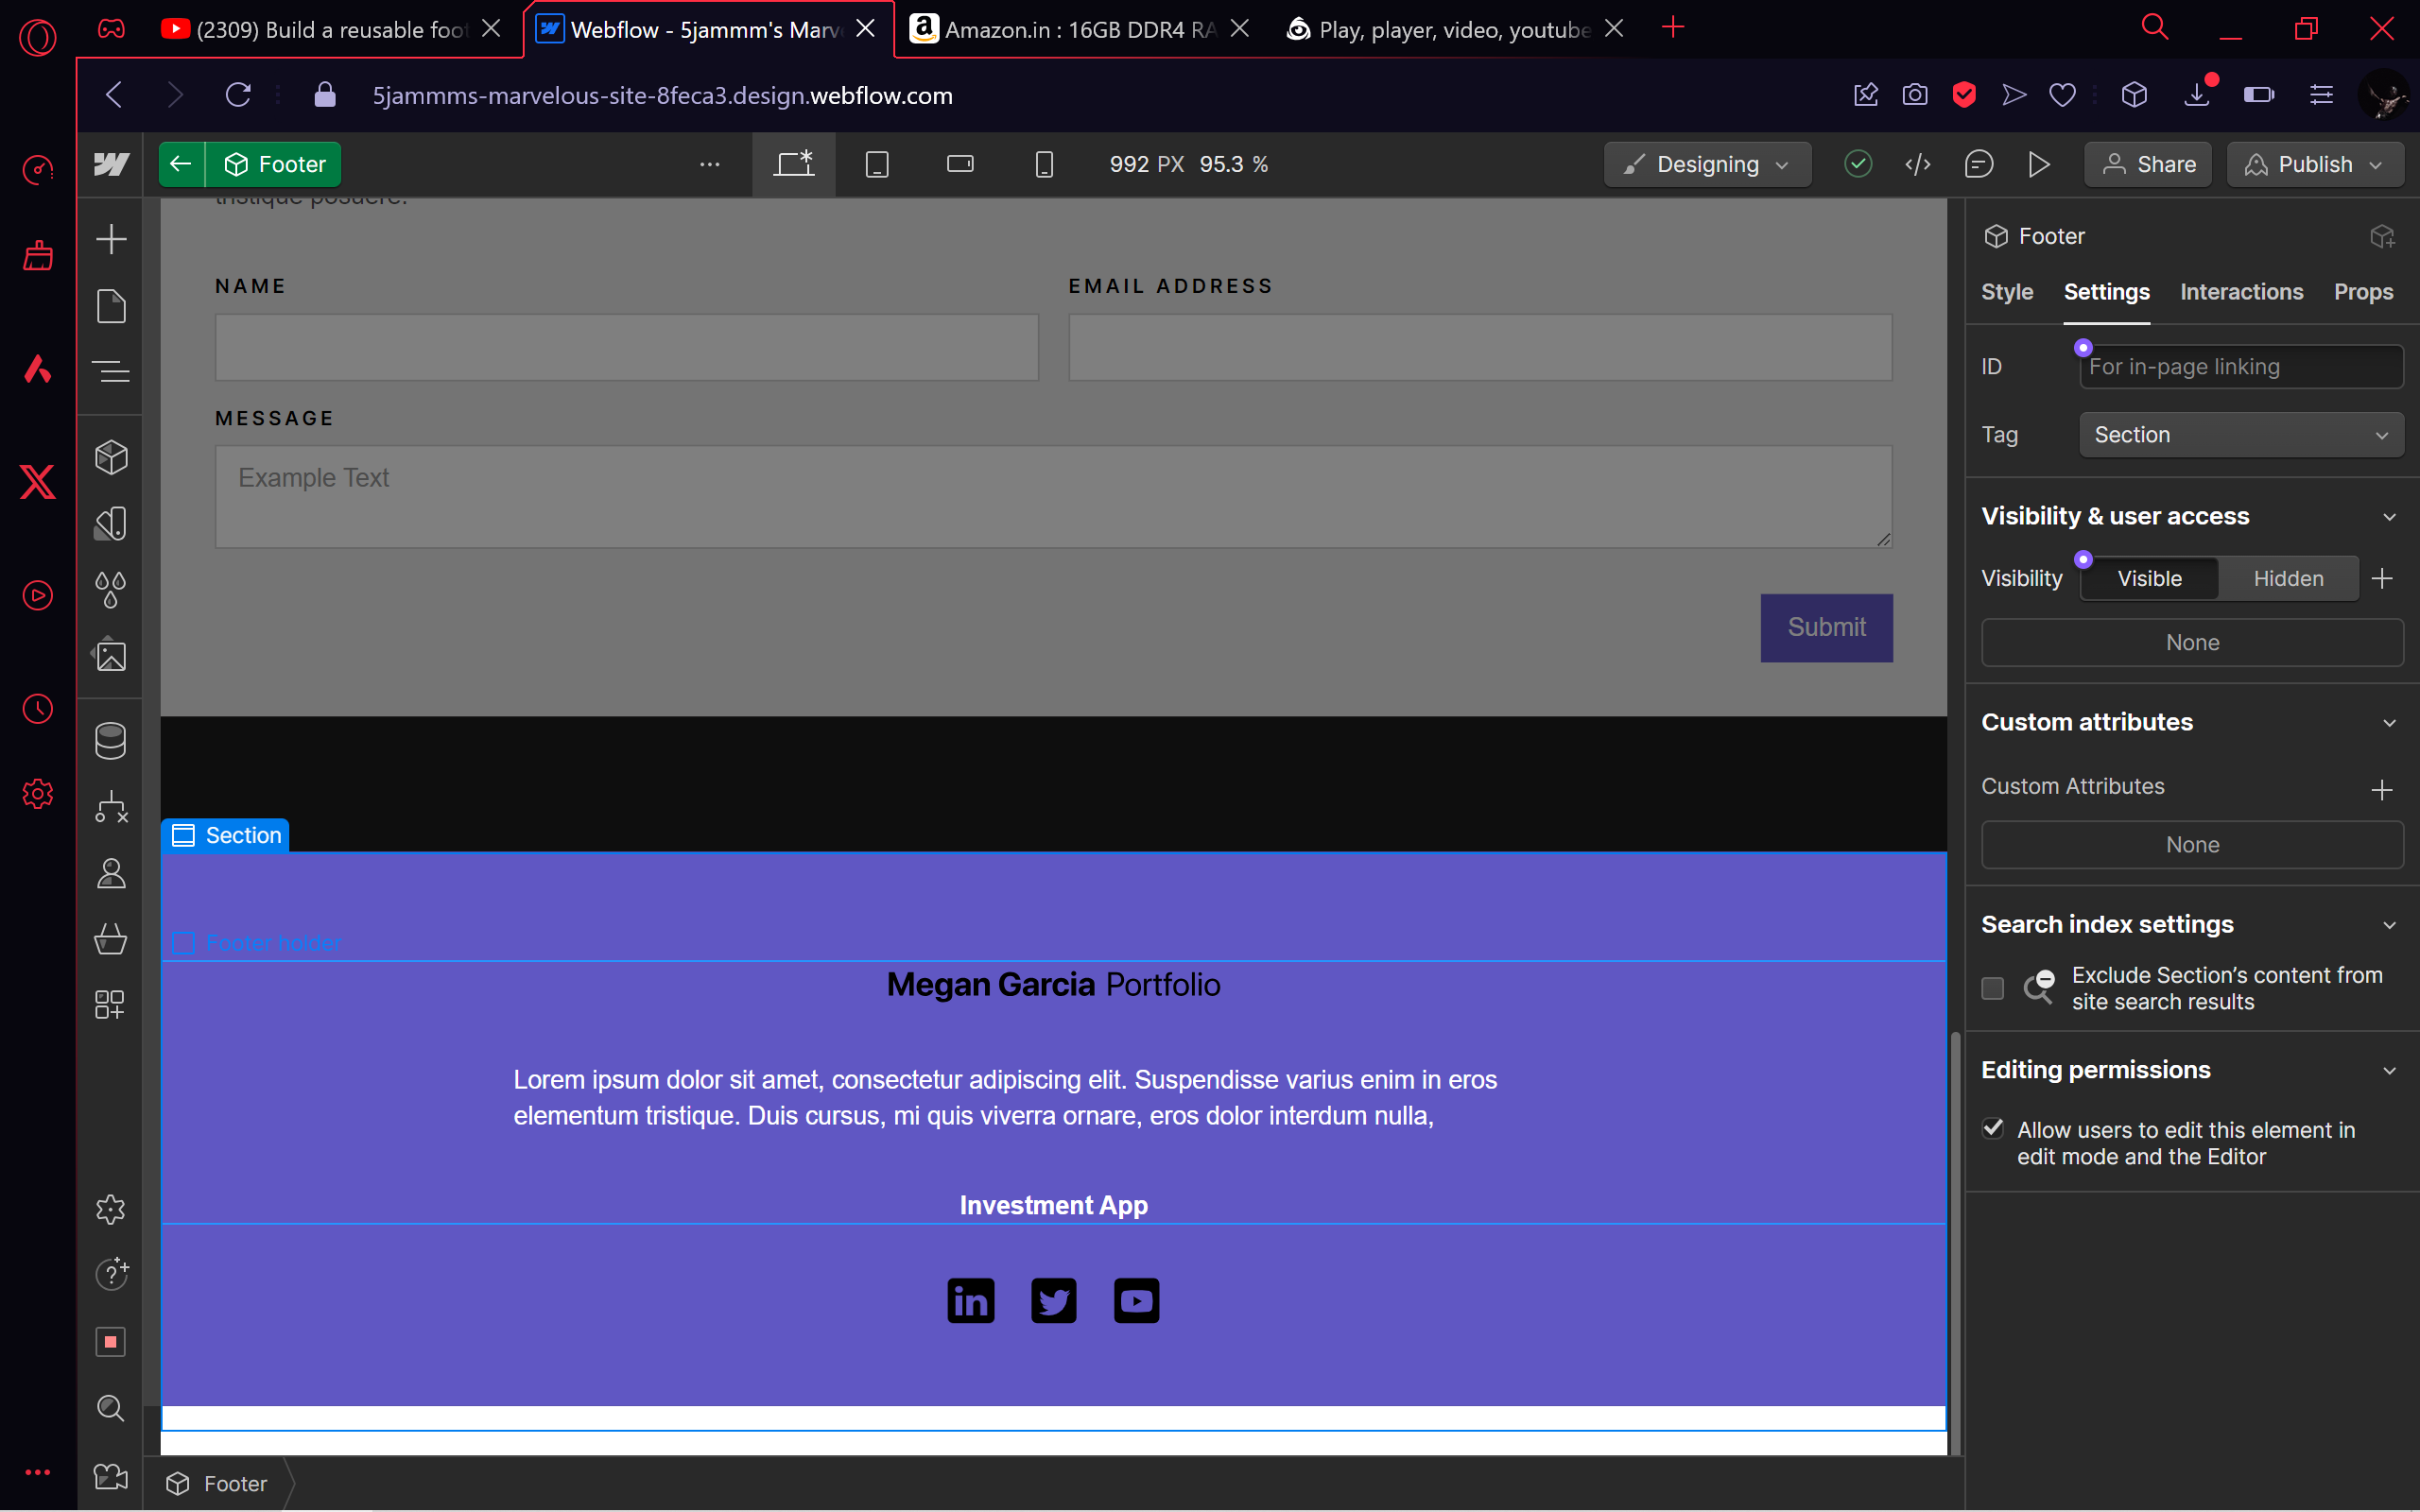 (2309) Build a reusable foot
Webflow - 5jammm's Marv
Amazon.in : 16GB DDR4 RA
Play, player, video, youtube
5jammms-marvelous-site-8feca3.design.webflow.com
Footer
992 PX 95.3 %
Designing
Share
Publish
tristique posuere.
NAME
EMAIL ADDRESS
MESSAGE
Example Text
Submit
Section
Footer holder
Megan Garcia Portfolio
Lorem ipsum dolor sit amet, consectetur adipiscing elit. Suspendisse varius enim in eros
elementum tristique. Duis cursus, mi quis viverra ornare, eros dolor interdum nulla,
Investment App
Footer
Footer
Style Settings Interactions Props
ID
For in-page linking
Tag
Section
Visibility & user access
Visibility
Visible
Hidden
None
Custom attributes
Custom Attributes
None
Search index settings
Exclude Section's content from
site search results
Editing permissions
Allow users to edit this element in
edit mode and the Editor